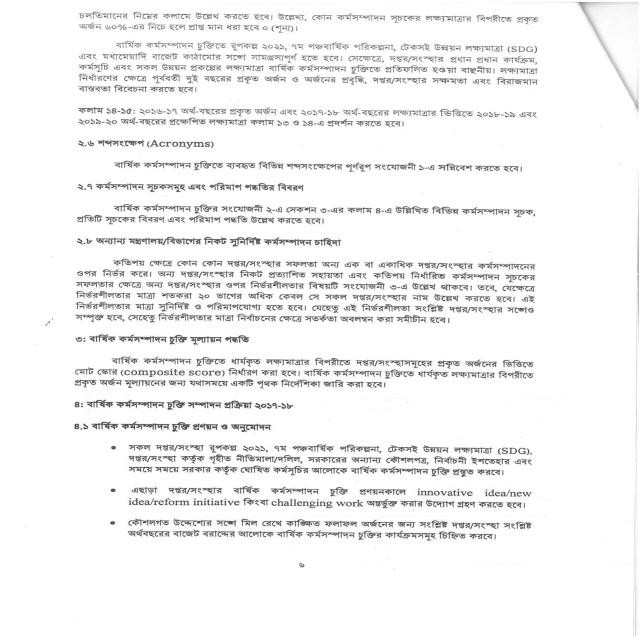 চলতিমানের নিম্নের কলামে উল্লেখ করতে হবে। উল্লেখ্য, কোন কর্মসম্পাদন সূচকের লক্ষ্যমাত্রার বিপরীতে প্রকৃত
অর্জন ৬০%-এর নিচে হলে প্রাপ্ত মান ধরা হবে ০ (শূন্য)।
বার্ষিক কর্মসম্পাদন চুক্তিতে রূপকল্প ২০২১, ৭ম পঞ্চবার্ষিক পরিকল্পনা, টেকসই উন্নয়ন লক্ষ্যমাত্রা (SDG)
এবং মধ্যমেয়াদি বাজেট কাঠামোর সঙ্গে সামঞ্জস্যপূর্ণ হতে হবে। সেক্ষেত্রে, দপ্তর/সংস্থার প্রধান প্রধান কার্যক্রম,
কর্মসূচি এবং সকল উন্নয়ন প্রকল্পের লক্ষ্যমাত্রা বার্ষিক কর্মসম্পাদন চুক্তিতে প্রতিফলিত হওয়া বাঞ্ছনীয়। লক্ষ্যমাত্রা
নির্ধারণের ক্ষেত্রে পূর্ববর্তী দুই বছরের প্রকৃত অর্জন ও অর্জনের প্রবৃদ্ধি, দপ্তর/সংস্থার সক্ষমতা এবং বিরাজমান
বাস্তবতা বিবেচনা করতে হবে।
কলাম ১৪-১৫: ২০১৬-১৭ অর্থ-বছরের প্রকৃত অর্জন এবং ২০১৭-১৮ অর্থ-বছরের লক্ষ্যমাত্রার ভিত্তিতে ২০১৮-১৯ এবং
২০১৯-২০ অর্থ-বছরের প্রক্ষেপিত লক্ষ্যমাত্রা কলাম ১৩ ও ১৪-এ প্রদর্শন করতে হবে।
২.৬ শব্দসংক্ষেপ (Acronyms)
বার্ষিক কর্মসম্পাদন চুক্তিতে ব্যবহৃত বিভিন্ন শব্দসংক্ষেপের পূর্ণরূপ সংযোজনী ১-এ সন্নিবেশ করতে হবে।
২.৭ কর্মসম্পাদন সূচকসমূহ এবং পরিমাপ পদ্ধতির বিবরণ
বার্ষিক কর্মসম্পাদন চুক্তির সংযোজনী ২-এ সেকশন ৩-এর কলাম ৪-এ উল্লিখিত বিভিন্ন কর্মসম্পাদন সূচক,
প্রতিটি সূচকের বিবরণ এবং পরিমাপ পদ্ধতি উল্লেখ করতে হবে।
২.৮ অন্যান্য মন্ত্রণালয়/বিভাগের নিকট সুনির্দিষ্ট কর্মসম্পাদন চাহিদা
কতিপয় ক্ষেত্রে কোন কোন দপ্তর/সংস্থার সফলতা অন্য এক বা একাধিক দপ্তর/সংস্থার কর্মসম্পাদনের
ওপর নির্ভর করে। অন্য দপ্তর/সংস্থার নিকট প্রত্যাশিত সহায়তা এবং কতিপয় নির্ধারিত কর্মসম্পাদন সূচকের
সফলতার ক্ষেত্রে অন্য দপ্তর/সংস্থার ওপর নির্ভরশীলতার বিষয়টি সংযোজনী ৩-এ উল্লেখ থাকবে। তবে, যেক্ষেত্রে
নির্ভরশীলতার মাত্রা শতকরা ২০ ভাগের অধিক কেবল সে সকল দপ্তর/সংস্থার নাম উল্লেখ করতে হবে। এই
নির্ভরশীলতার মাত্রা সুনির্দিষ্ট ও পরিমাপযোগ্য হতে হবে। যেহেতু এই নির্ভরশীলতা সংশ্লিষ্ট দপ্তর/সংস্থার সঙ্গেও
সম্পৃক্ত হবে, সেহেতু নির্ভরশীলতার মাত্রা নির্বাচনের ক্ষেত্রে সতর্কতা অবলম্বন করা সমীচীন হবে।
৩: বার্ষিক কর্মসম্পাদন চুক্তি মূল্যায়ন পদ্ধতি
বার্ষিক কর্মসম্পাদন চুক্তিতে ধার্যকৃত লক্ষ্যমাত্রার বিপরীতে দপ্তর/সংস্থাসমূহের প্রকৃত অর্জনের ভিত্তিতে
মোট স্কোর (composite score) নির্ধারণ করা হবে। বার্ষিক কর্মসম্পাদন চুক্তিতে ধার্যকৃত লক্ষ্যমাত্রার বিপরীতে
প্রকৃত অর্জন মূল্যায়নের জন্য যথাসময়ে একটি পৃথক নির্দেশিকা জারি করা হবে।
৪: বার্ষিক কর্মসম্পাদন চুক্তি সম্পাদন প্রক্রিয়া ২০১৭-১৮
৪.১ বার্ষিক কর্মসম্পাদন চুক্তি প্রণয়ন ও অনুমোদন
• সকল দপ্তর/সংস্থা রূপকল্প ২০২১, ৭ম পঞ্চবার্ষিক পরিকল্পনা, টেকসই উন্নয়ন লক্ষ্যমাত্রা (SDG),
দপ্তর/সংস্থা কর্তৃক গৃহীত নীতিমালা/দলিল, সরকারের অন্যান্য কৌশলপত্র, নির্বাচনী ইশতেহার এবং
সময়ে সময়ে সরকার কর্তৃক ঘোষিত কর্মসূচির আলোকে বার্ষিক কর্মসম্পাদন চুক্তি প্রস্তুত করবে।
• এছাড়া দপ্তর/সংস্থার বার্ষিক কর্মসম্পাদন চুক্তি প্রণয়নকালে innovative idea/new
idea/reform initiative কিংবা challenging work অন্তর্ভুক্ত করার উদ্যোগ গ্রহণ করতে হবে।
• কৌশলগত উদ্দেশ্যের সঙ্গে মিল রেখে কাঙ্ক্ষিত ফলাফল অর্জনের জন্য সংশ্লিষ্ট দপ্তর/সংস্থা সংশ্লিষ্ট
অর্থবছরের বাজেট বরাদ্দের আলোকে বার্ষিক কর্মসম্পাদন চুক্তির কার্যক্রমসমূহ চিহ্নিত করবে।
৬